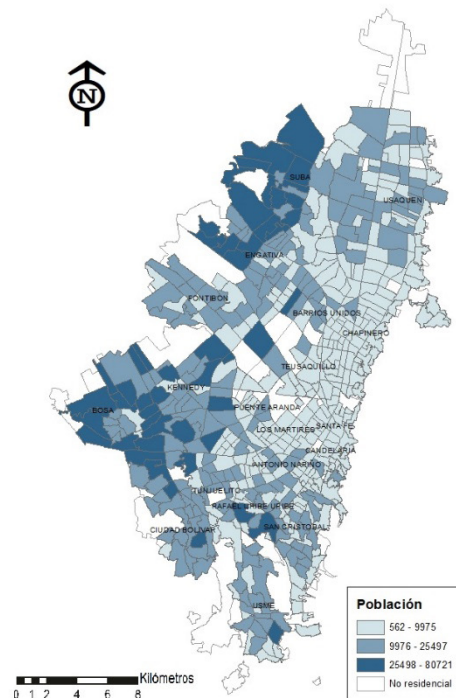 N
SUBA
USAQUEN
ENGATIVA
FONTIBON
BARRIOS UNIDOS
CHAPINERO
TEUSAQUILLO
KENNEDY
BOSA
PUENTE ARANDA
LOS MARTIRES
SANTA FE
CANDELARIA
ANTONIO NARIÑO
TUNJUELITO
RAFAEL URIBE URIBE
CIUDAD BOLIVAR
SAN CRISTOBAL
USME
Población
562 - 9975
9976 - 25497
25498 - 80721
No residencial
Kilómetros
0 1 2 4 6 8